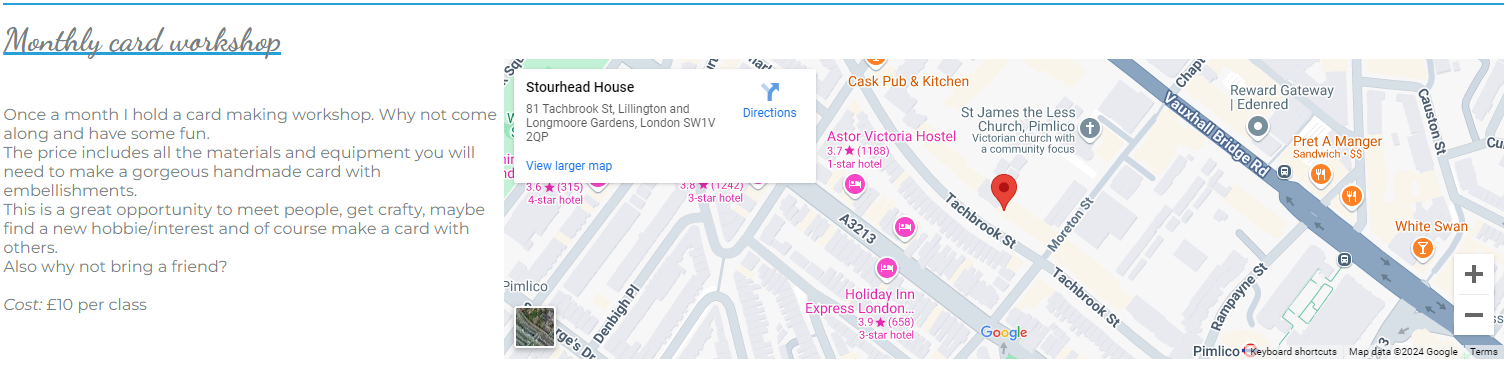 Monthly card workshop
Once a month I hold a card making workshop. Why not come
along and have some fun.
The price includes all the materials and equipment you will
need to make a gorgeous handmade card with
embellishments.
This is a great opportunity to meet people, get crafty, maybe
find a new hobbie/interest and of course make a card with
others.
Also why not bring a friend?
Cost: £10 per class
Stourhead House
81 Tachbrook St, Lillington and
Longmoore Gardens, London SW1V
2QP
View larger map
Directions
Cask Pub & Kitchen
St James the Less
Church, Pimlico
Victorian church with
a community focus
Reward Gateway
| Edenred
Vauxhall Bridge Rd
Causton St
Astor Victoria Hostel
3.7★(1188)
1-star hotel
Pret A Manger
Sandwich • $$
3.6★(315)
4-star hotel
3.8★(1242)
3-star hotel
A3213
Tachbrook St
Moreton St
White Swan
Tachbrook St
Pimlico
Denbigh Pl
Holiday Inn
Express London...
3.9★(658)
3-star hotel
Rampayne St
Google
Pimlico
Keyboard shortcuts
Map data ©2024 Google
Terms